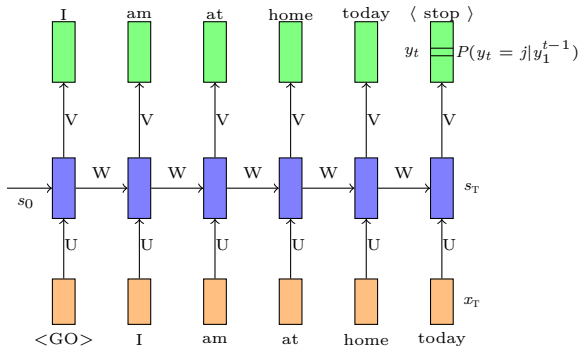 I am at home today ⟨ stop ⟩
y_t P(y_t = j|y_1^{t−1})
V V V V V V
W W W W W
s_0 s_T
U U U U U U
x_T
<GO> I am at home today